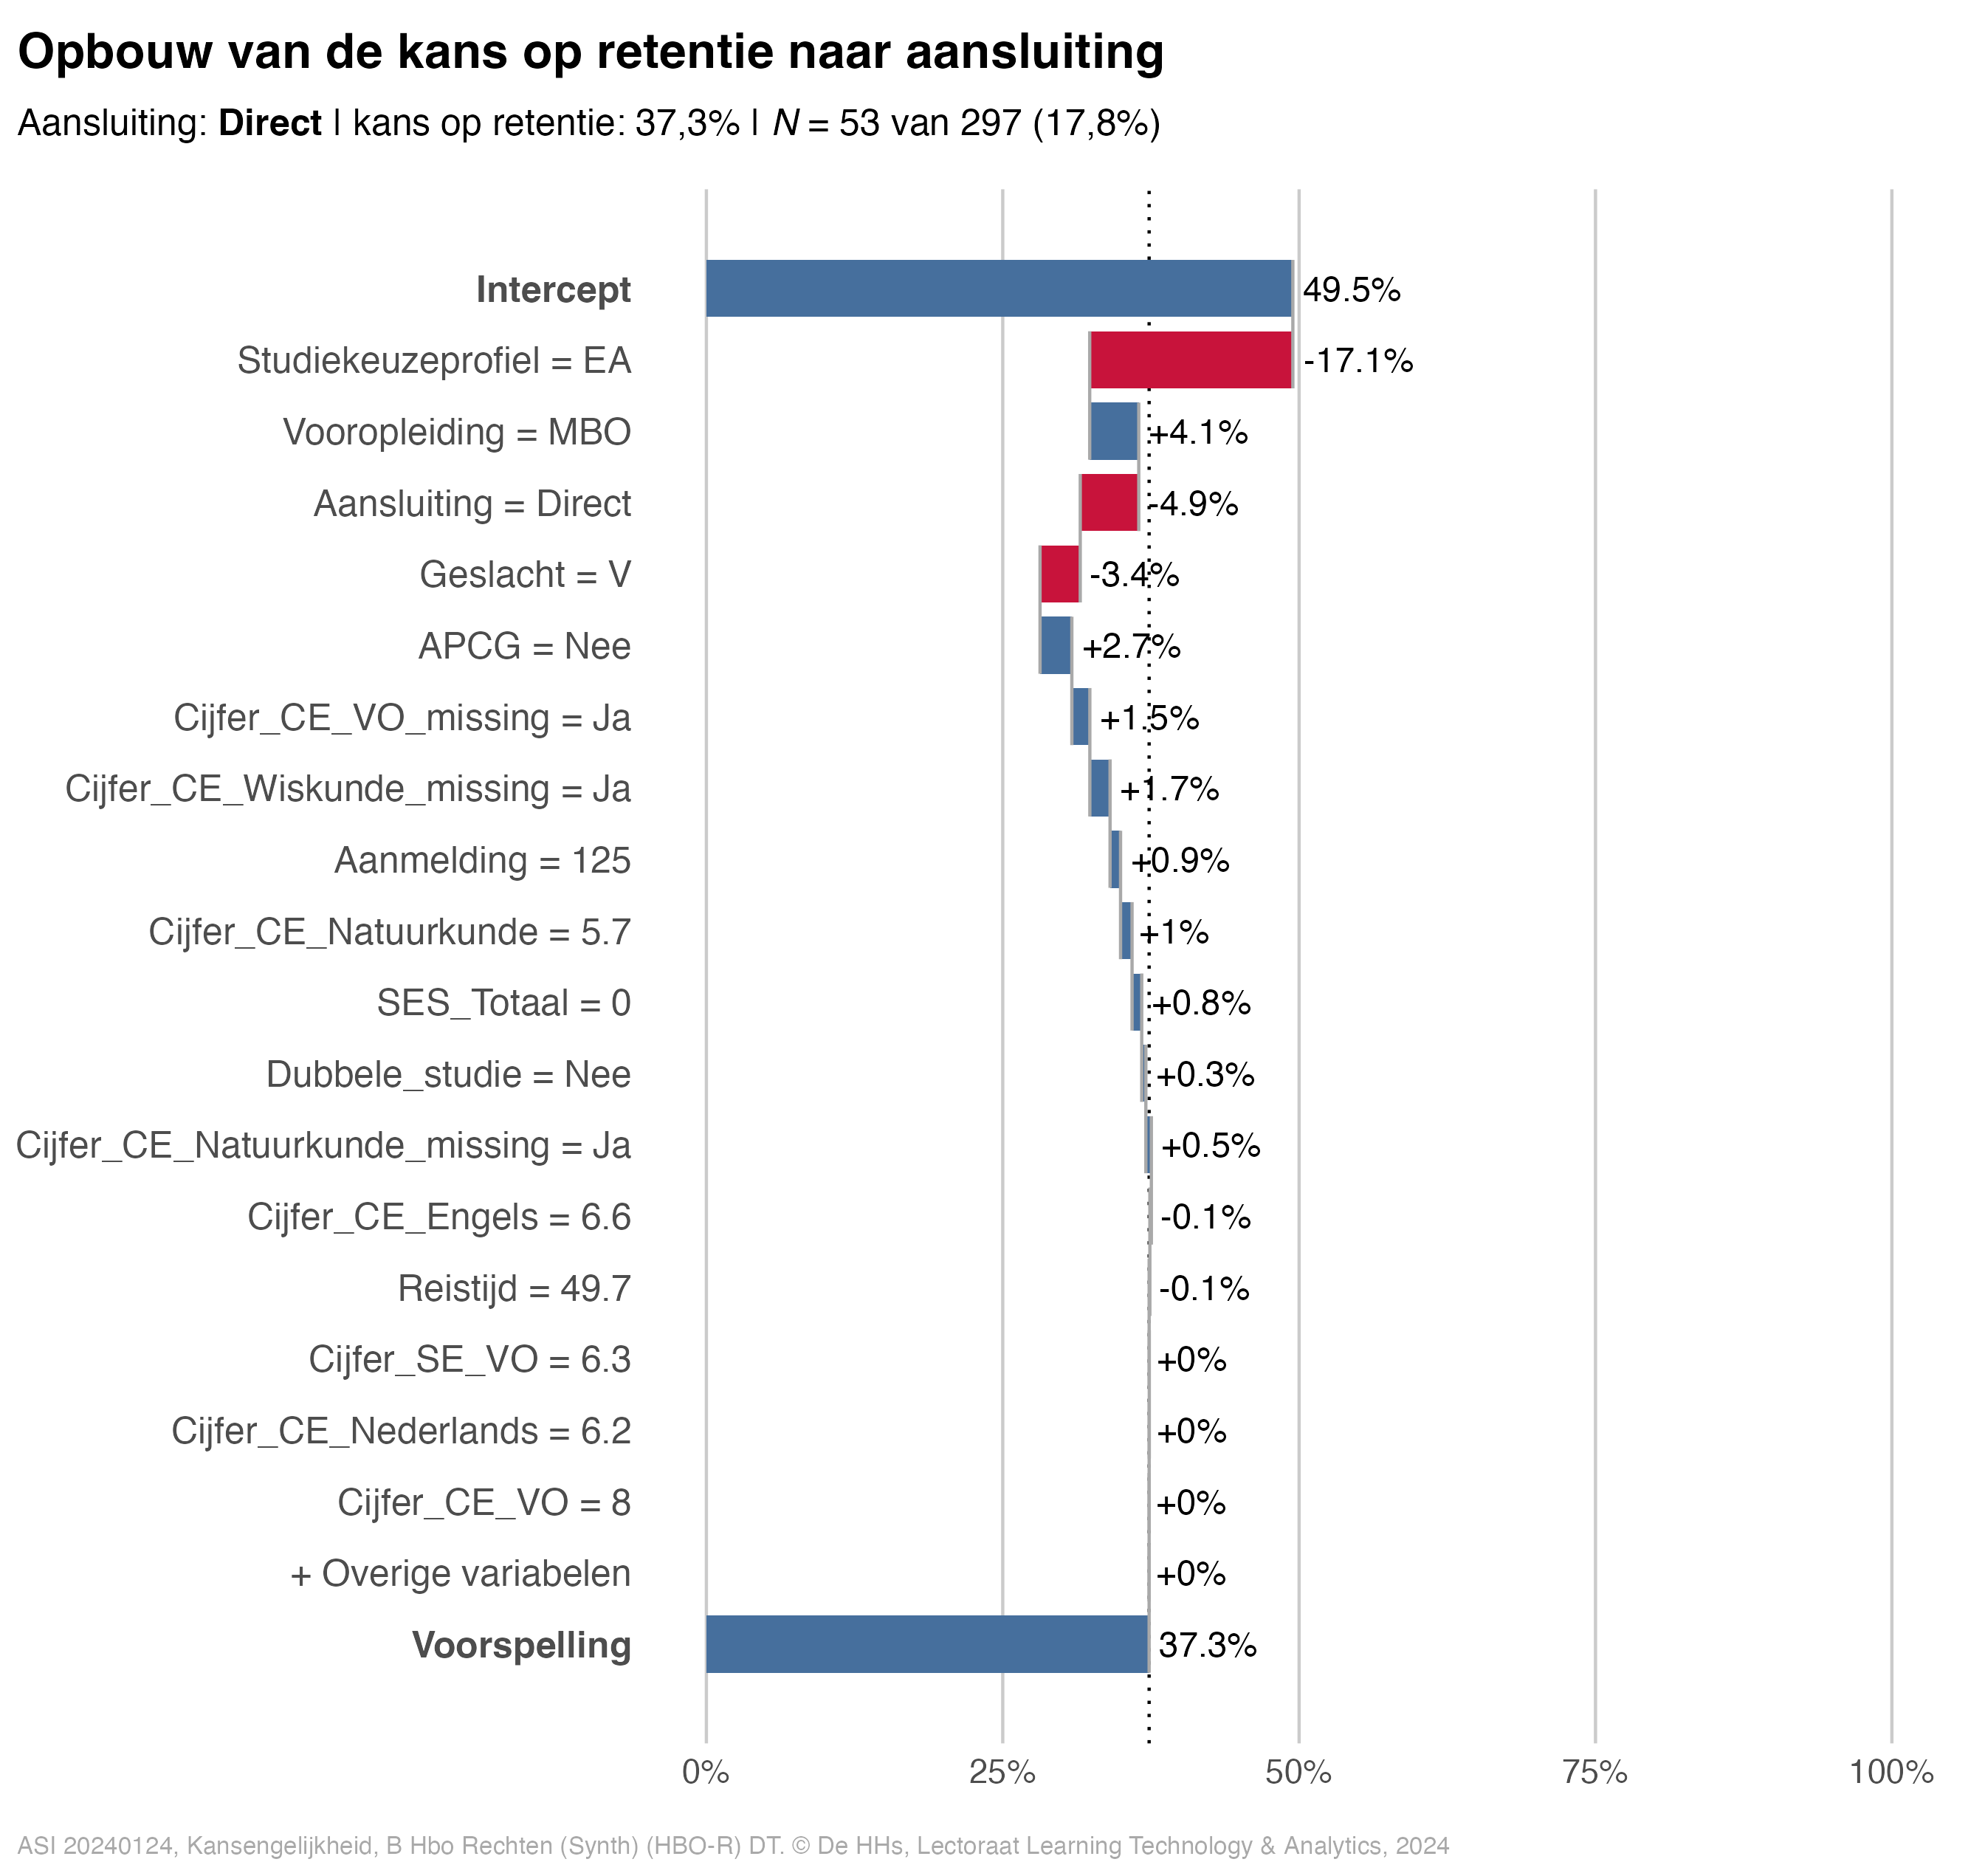 Opbouw van de kans op retentie naar aansluiting
Aansluiting: Direct | kans op retentie: 37,3% | N = 53 van 297 (17,8%)
Intercept 49.5%
Studiekeuzeprofiel = EA -17.1%
Vooropleiding = MBO +4.1%
Aansluiting = Direct -4.9%
Geslacht = V -3.4%
APCG = Nee +2.7%
Cijfer_CE_VO_missing = Ja +1.5%
Cijfer_CE_Wiskunde_missing = Ja +1.7%
Aanmelding = 125 +0.9%
Cijfer_CE_Natuurkunde = 5.7 +1%
SES_Totaal = 0 +0.8%
Dubbele_studie = Nee +0.3%
Cijfer_CE_Natuurkunde_missing = Ja +0.5%
Cijfer_CE_Engels = 6.6 -0.1%
Reistijd = 49.7 -0.1%
Cijfer_SE_VO = 6.3 +0%
Cijfer_CE_Nederlands = 6.2 +0%
Cijfer_CE_VO = 8 +0%
+ Overige variabelen +0%
Voorspelling 37.3%
0% 25% 50% 75% 100%
ASI 20240124, Kansengelijkheid, B Hbo Rechten (Synth) (HBO-R) DT. © De HHs, Lectoraat Learning Technology & Analytics, 2024